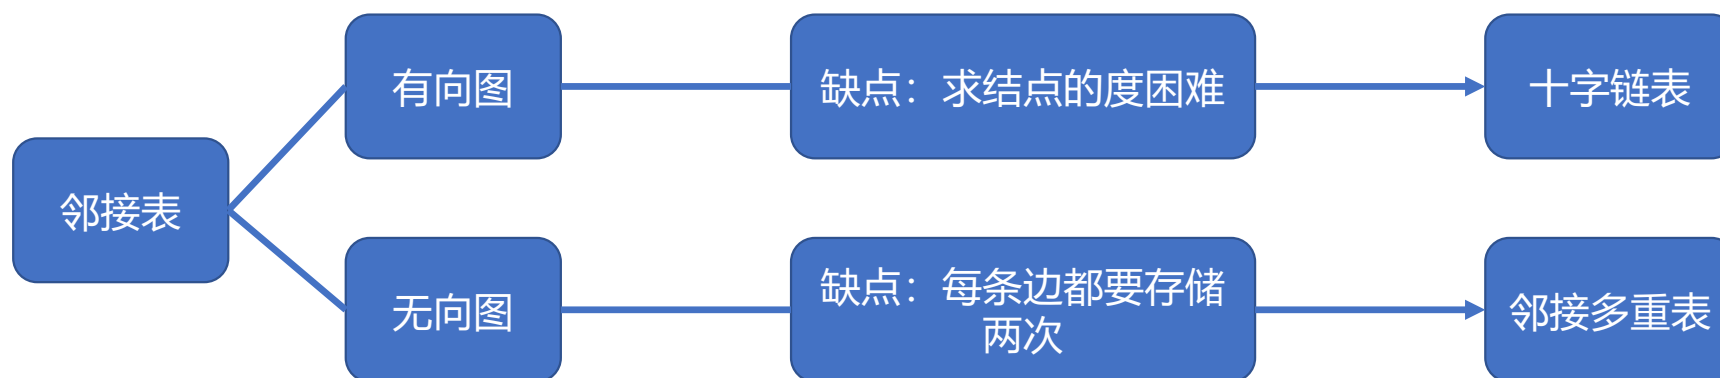 邻接表
有向图
缺点：求结点的度困难
十字链表
无向图
缺点：每条边都要存储
两次
邻接多重表